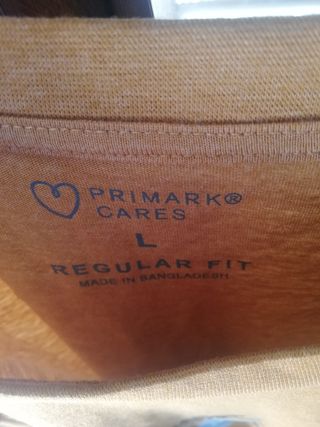 PRIMARK®
CARES
L
REGULAR FIT
MADE IN BANGLADESH